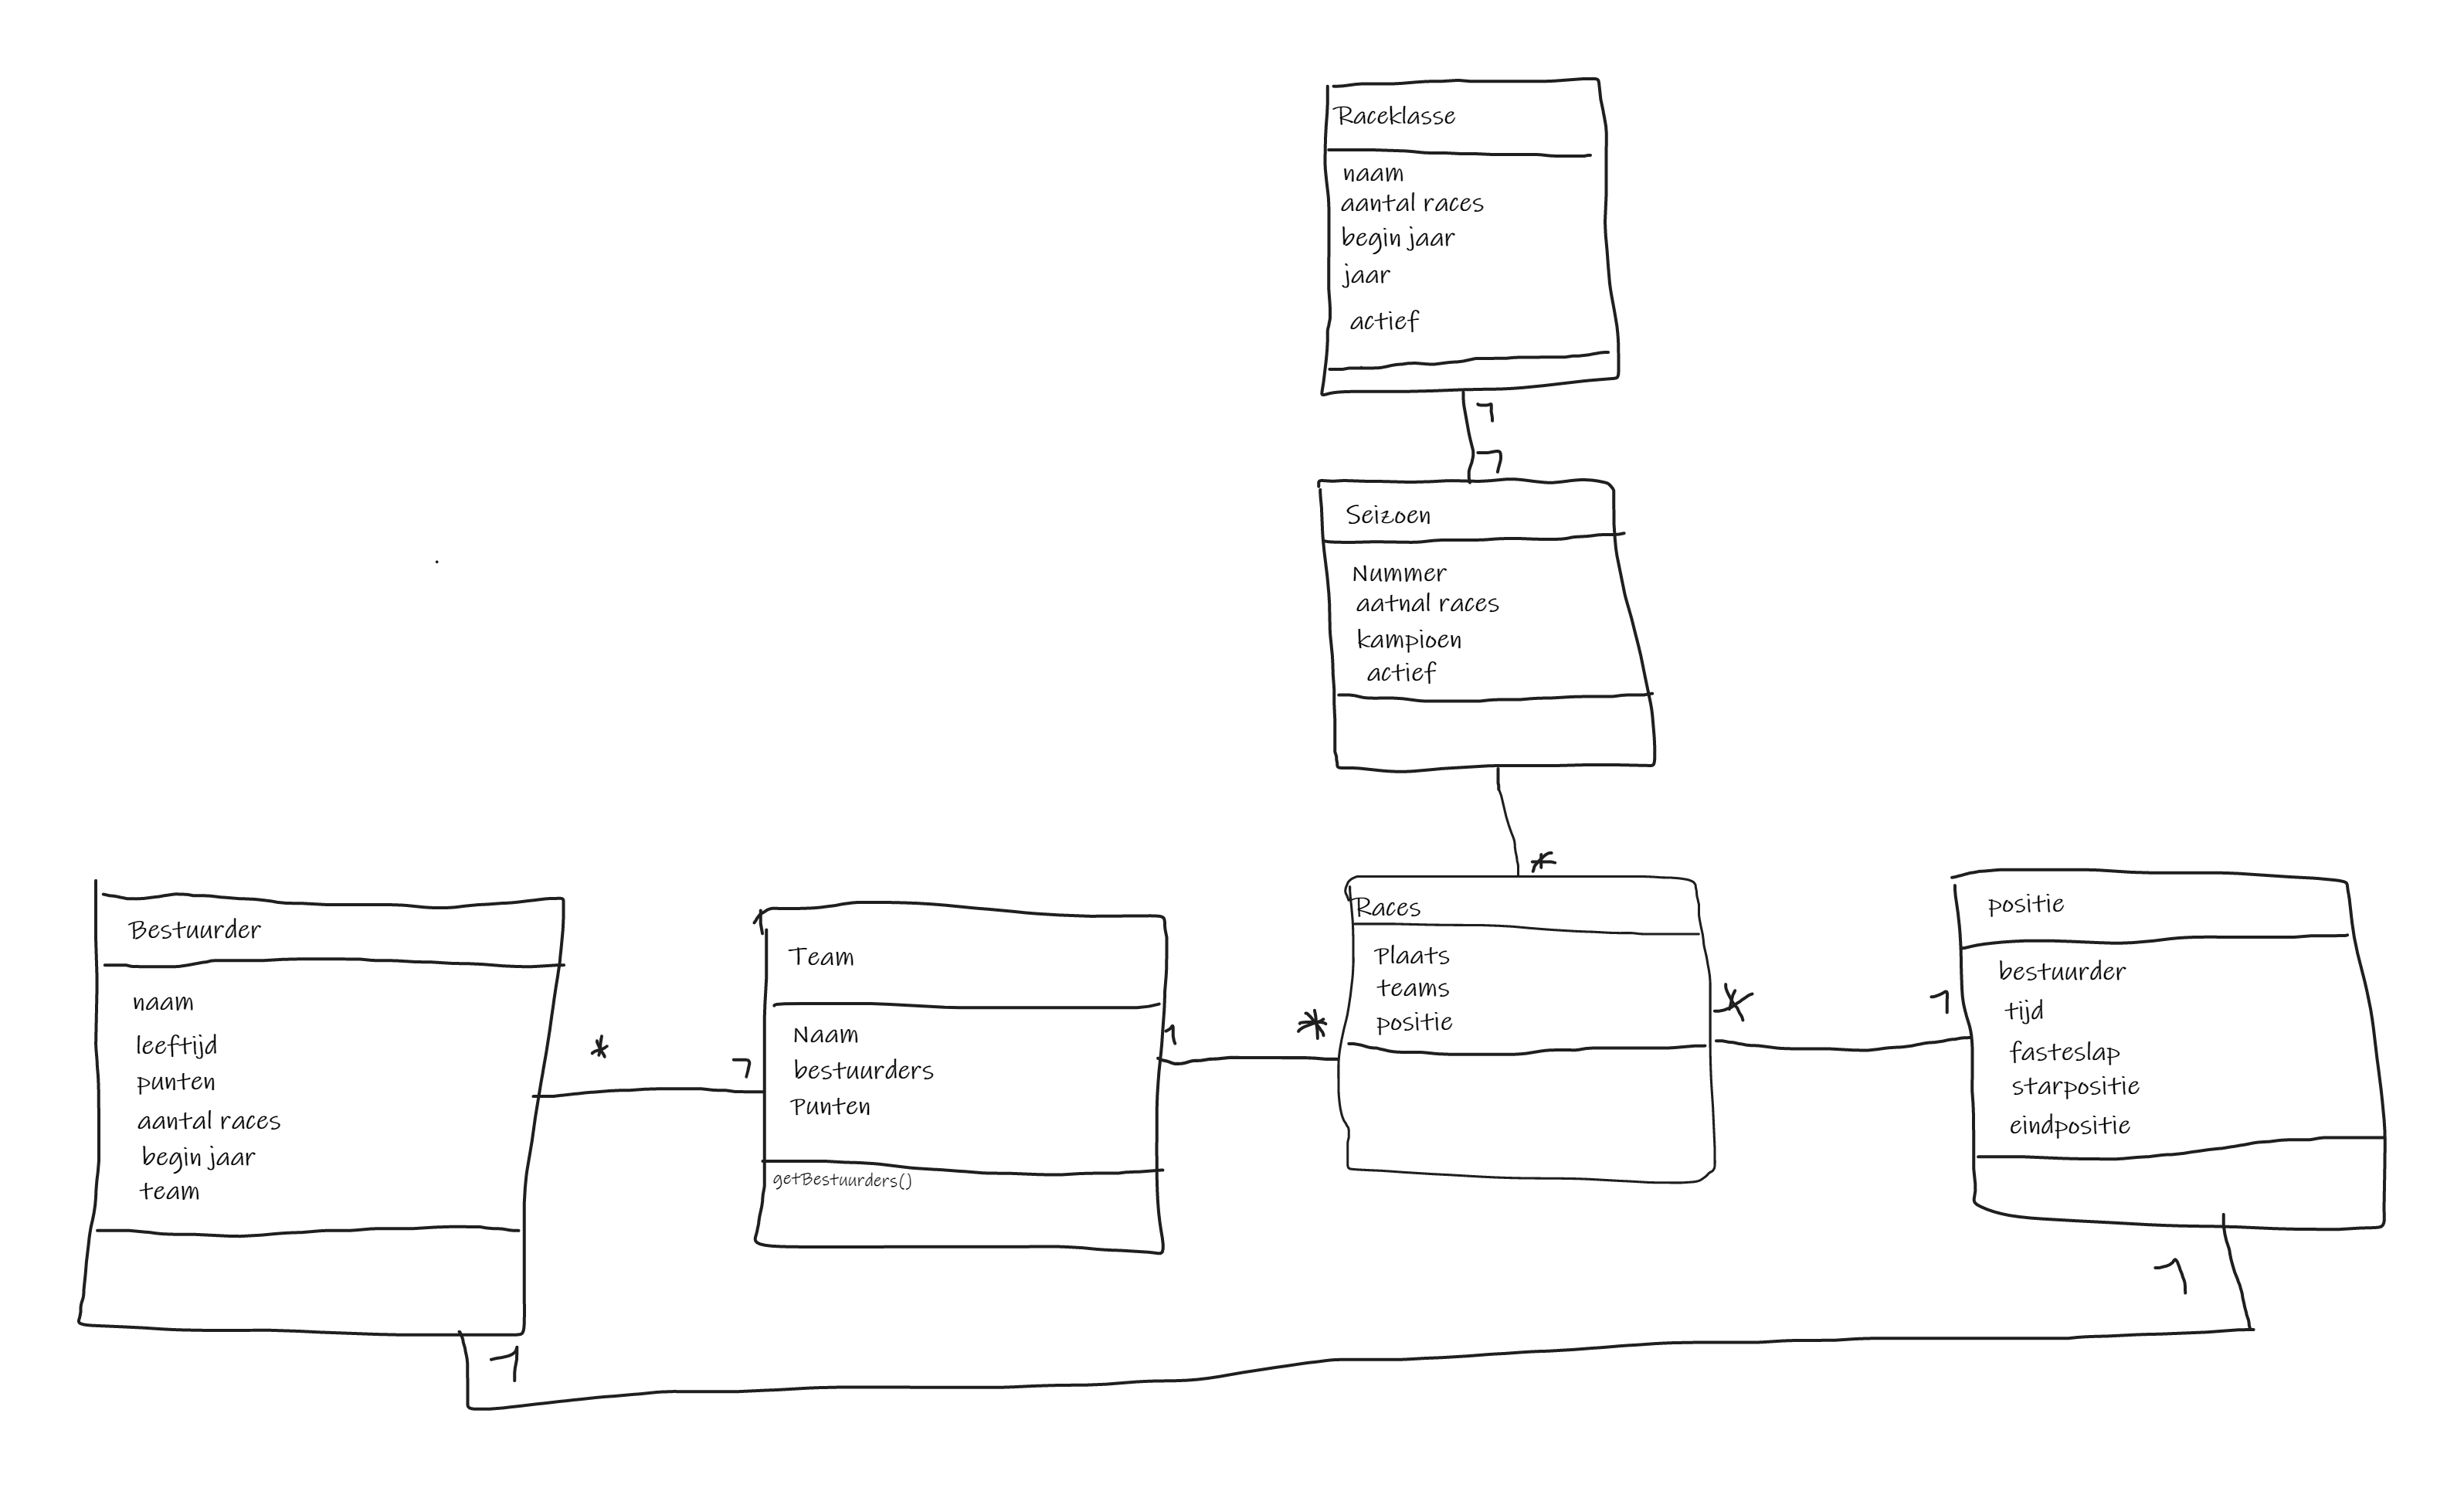 Raceklasse
naam
aantal races
begin jaar
jaar
actief
1
1
Seizoen
Nummer
aatnal races
kampioen
actief
*
Bestuurder
naam
leeftijd
punten
aantal races
begin jaar
team
*
1
1
Team
Naam
bestuurders
Punten
getBestuurders()
1
*
Races
Plaats
teams
positie
*
1
positie
bestuurder
tijd
fasteslap
starpositie
eindpositie
1
1